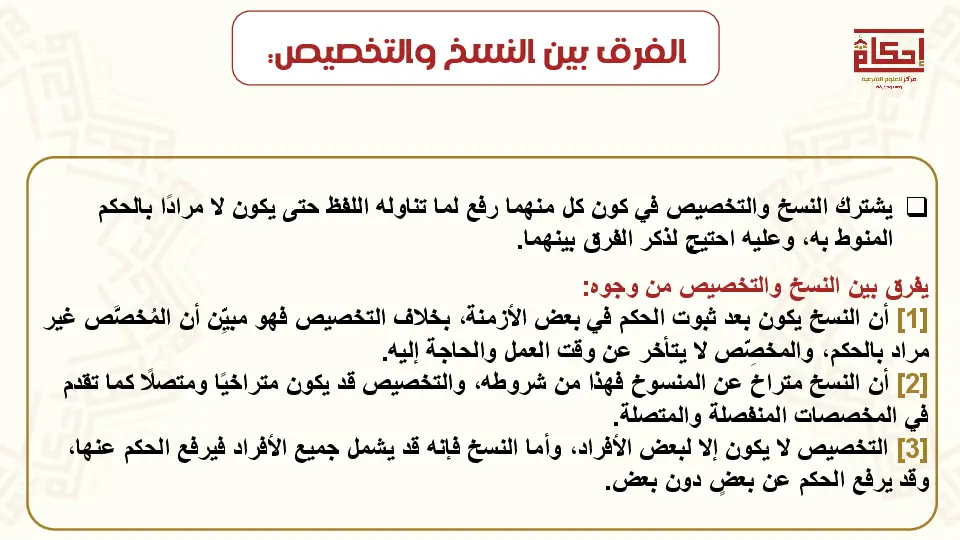 الفرق بين النسخ والتخصيص:
إحكام
مركز للعلوم الشرعية
❑ يشترك النسخ والتخصيص في كون كل منهما رفع لما تناوله اللفظ حتى يكون لا مرادًا بالحكم
المنوط به، وعليه احتيج لذكر الفرق بينهما.
يفرق بين النسخ والتخصيص من وجوه:
[1] أن النسخ يكون بعد ثبوت الحكم في بعض الأزمنة، بخلاف التخصيص فهو مبيِّن أن المُخصَّص غير
مراد بالحكم، والمخصِّص لا يتأخر عن وقت العمل والحاجة إليه.
[2] أن النسخ متراخ عن المنسوخ فهذا من شروطه، والتخصيص قد يكون متراخيًا ومتصلًا كما تقدم
في المخصصات المنفصلة والمتصلة.
[3] التخصيص لا يكون إلا لبعض الأفراد، وأما النسخ فإنه قد يشمل جميع الأفراد فيرفع الحكم عنها،
وقد يرفع الحكم عن بعضٍ دون بعض.